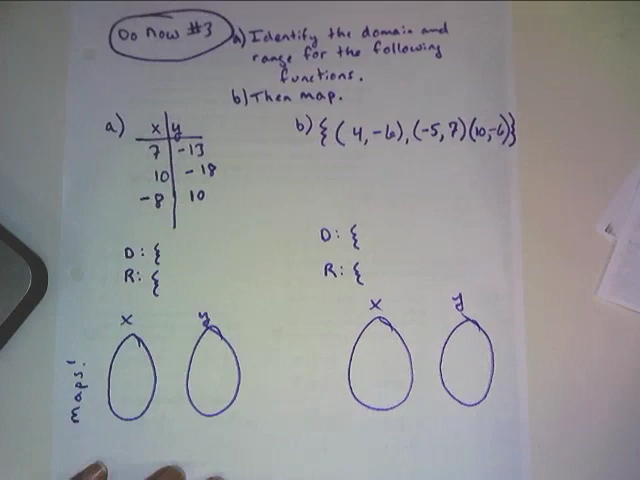 Do Now #3
a) Identify the domain and
range for the following
functions.
b) Then map.
a)
x | y
7 | -13
10 | -18
-8 | 10
D: {
R: {
b) {(4, -6), (-5, 7)(10, -6)}
D: {
R: {
maps!
x y
x y